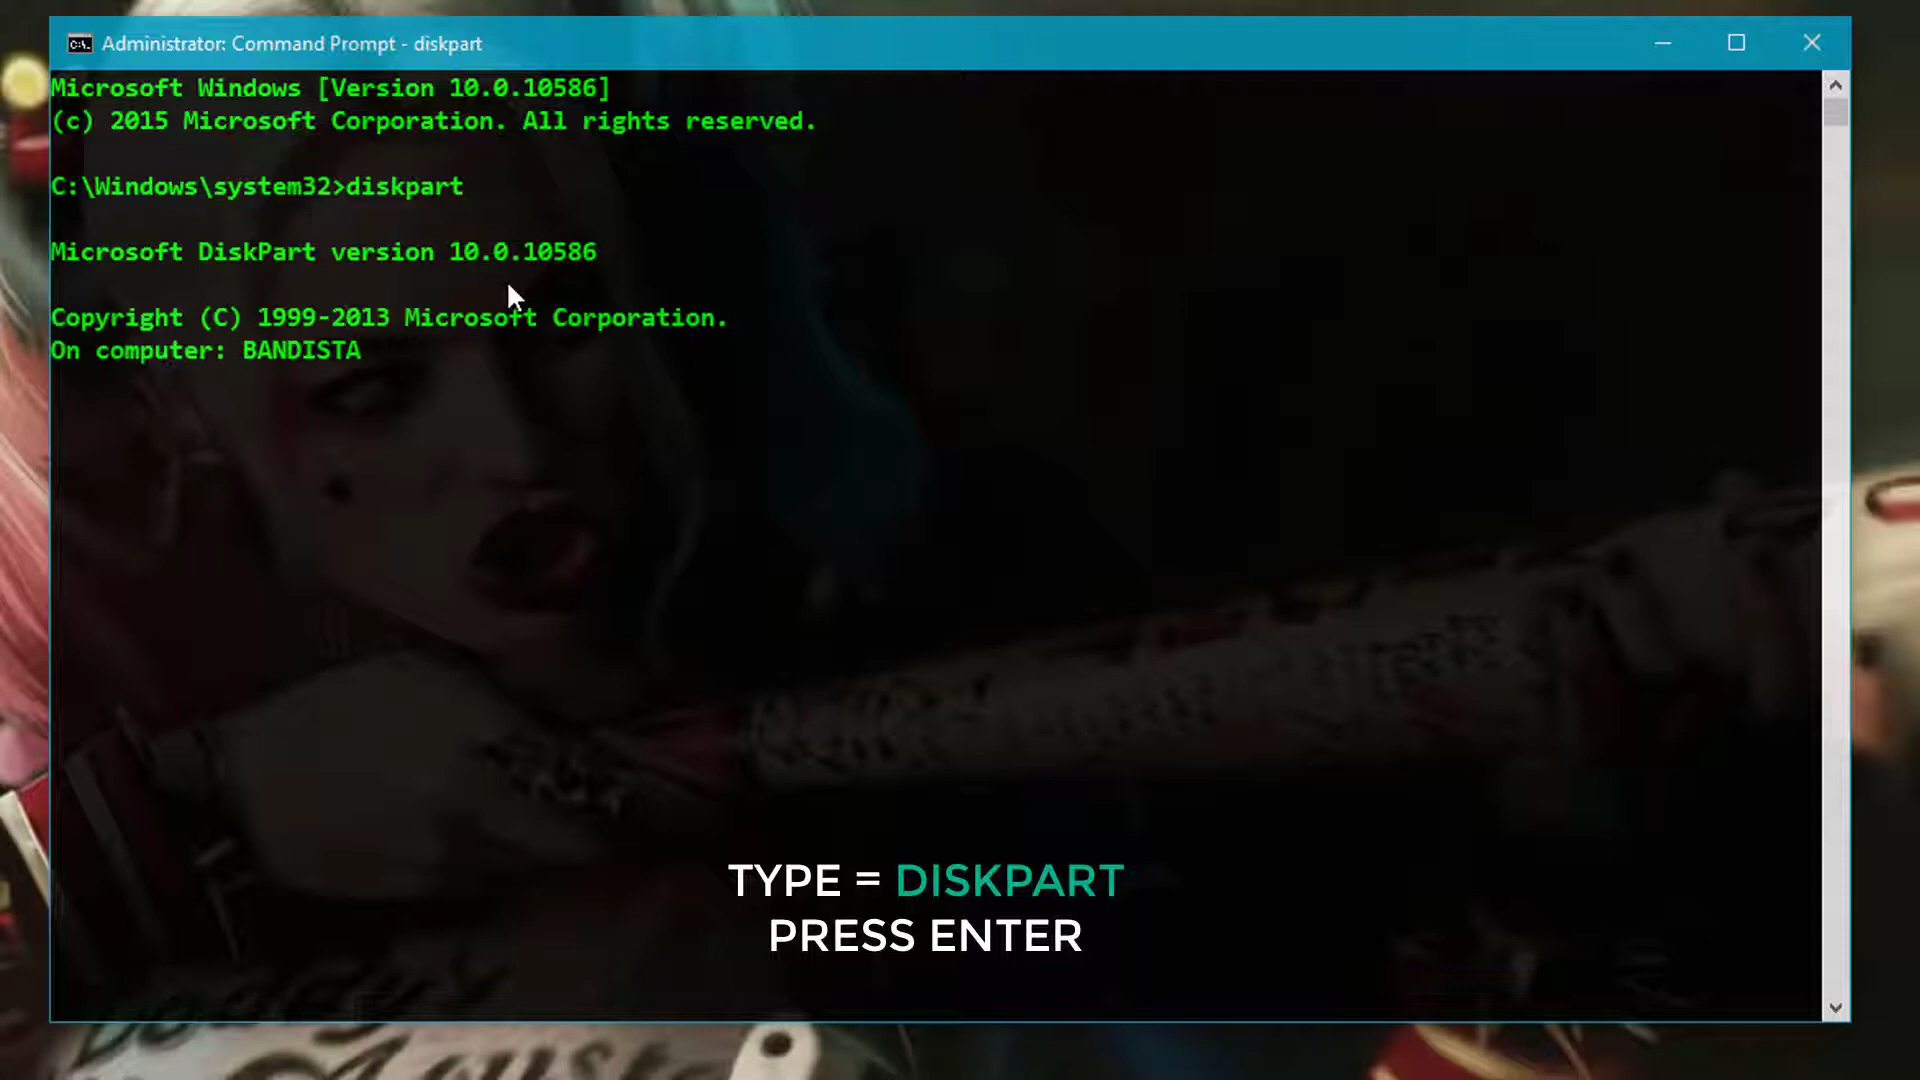 Administrator: Command Prompt - diskpart
Microsoft Windows [Version 10.0.10586]
(c) 2015 Microsoft Corporation. All rights reserved.
C:\Windows\system32>diskpart
Microsoft DiskPart version 10.0.10586
Copyright (C) 1999-2013 Microsoft Corporation.
On computer: BANDISTA
TYPE = DISKPART
PRESS ENTER